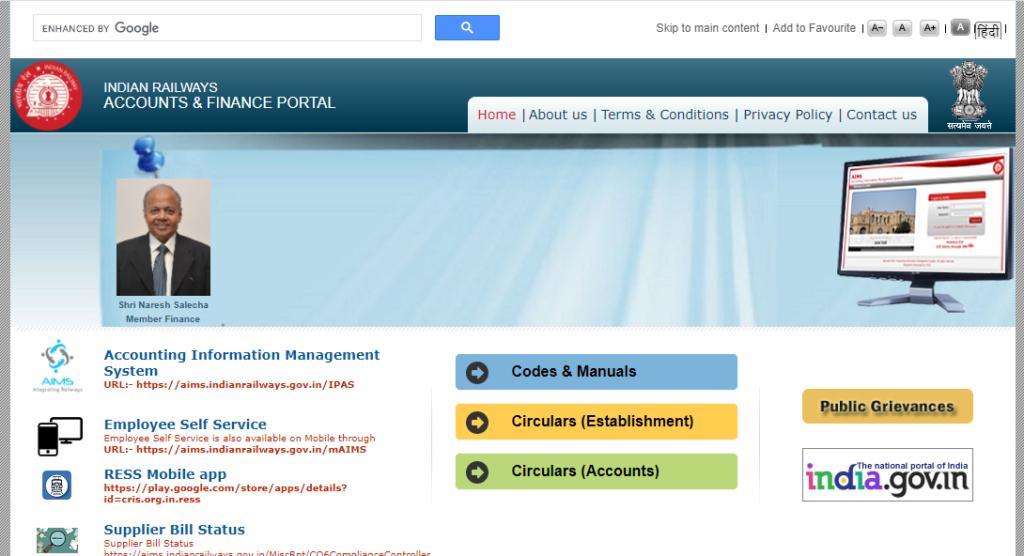 ENHANCED BY Google
Skip to main content | Add to Favourite | A- A A+ | A | हिंदी |
INDIAN RAILWAYS
ACCOUNTS & FINANCE PORTAL
Home | About us | Terms & Conditions | Privacy Policy | Contact us
सत्यमेव जयते
Shri Naresh Salecha
Member Finance
AIMS
Accounting Information Management
System
URL:- https://aims.indianrailways.gov.in/IPAS
Employee Self Service
Employee Self Service is also available on Mobile through
URL:- https://aims.indianrailways.gov.in/mAIMS
RESS Mobile app
https://play.google.com/store/apps/details?
id=cris.org.in.ress
Supplier Bill Status
Supplier Bill Status
https://aims.indianrailways.gov.in/MiscRpt/CO6ComplianceController
Codes & Manuals
Circulars (Establishment)
Circulars (Accounts)
Public Grievances
The national portal of India
india.gov.in